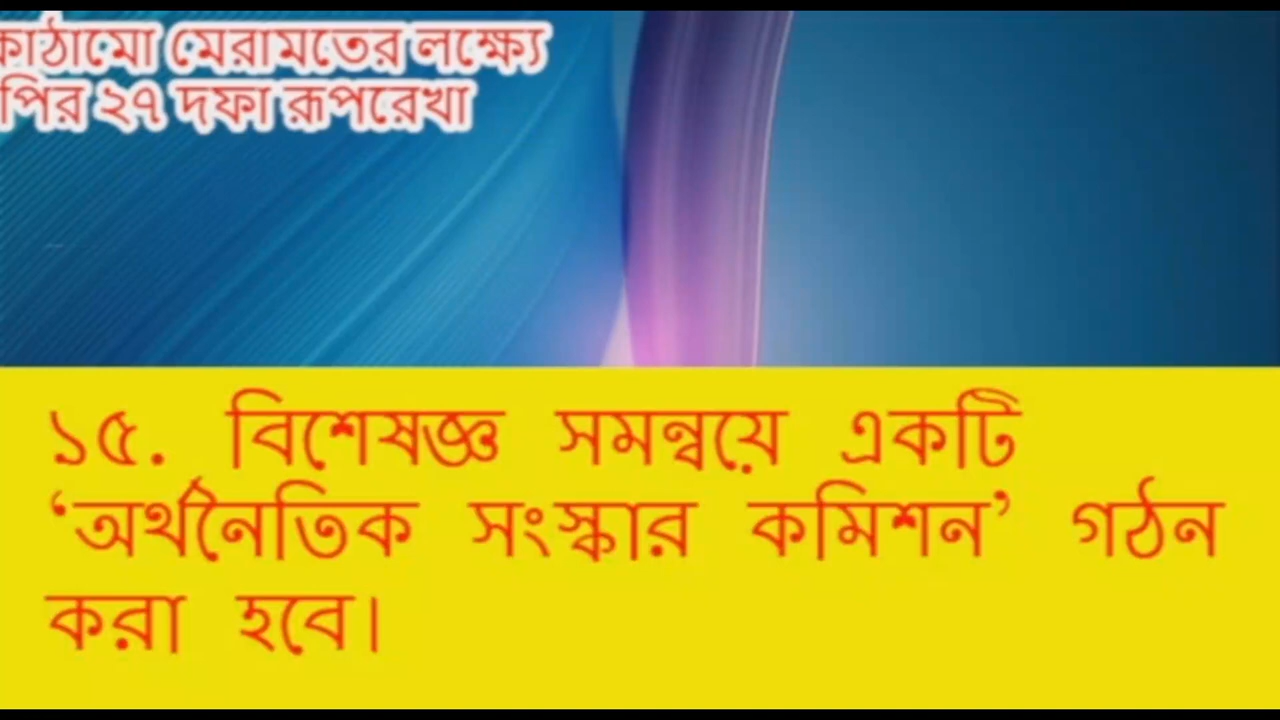 কাঠামো মেরামতের লক্ষ্যে
পির ২৭ দফা রূপরেখা
১৫. বিশেষজ্ঞ সমন্বয়ে একটি
‘অর্থনৈতিক সংস্কার কমিশন’ গঠন
করা হবে।